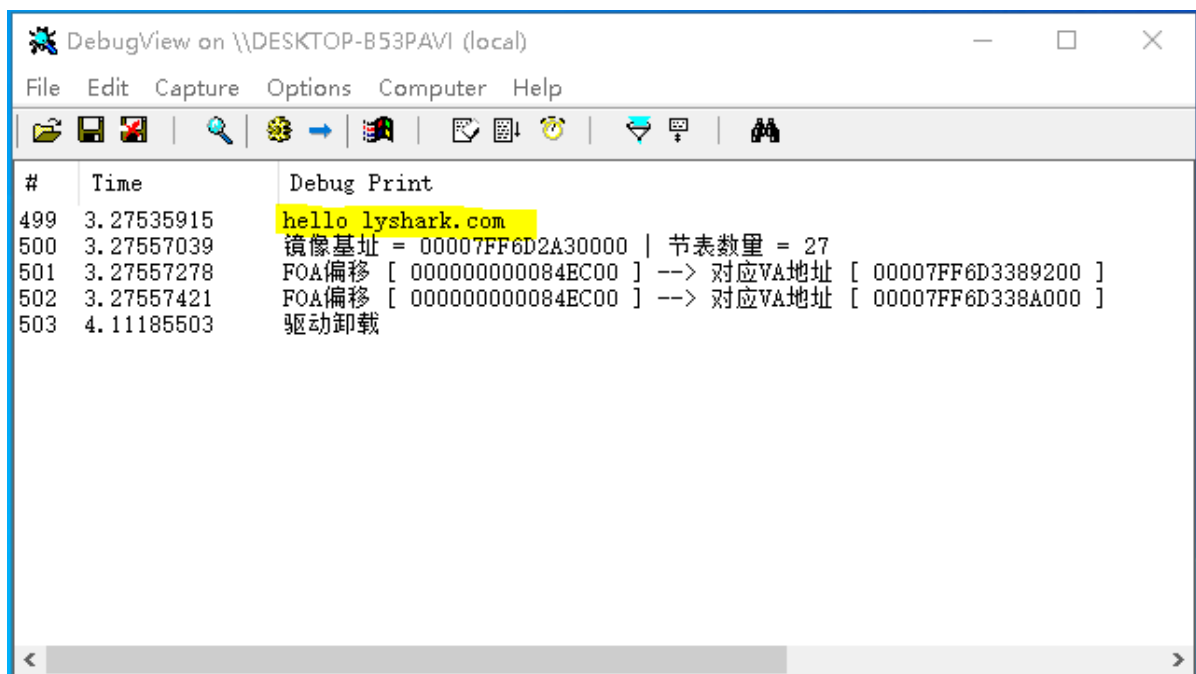 DebugView on \\DESKTOP-B53PAVI (local)
File Edit Capture Options Computer Help
# Time Debug Print
499 3.27535915 hello lyshark.com
500 3.27557039 镜像基址 = 00007FF6D2A30000 | 节表数量 = 27
501 3.27557278 FOA偏移 [ 000000000084EC00 ] --> 对应VA地址 [ 00007FF6D3389200 ]
502 3.27557421 FOA偏移 [ 000000000084EC00 ] --> 对应VA地址 [ 00007FF6D338A000 ]
503 4.11185503 驱动卸载